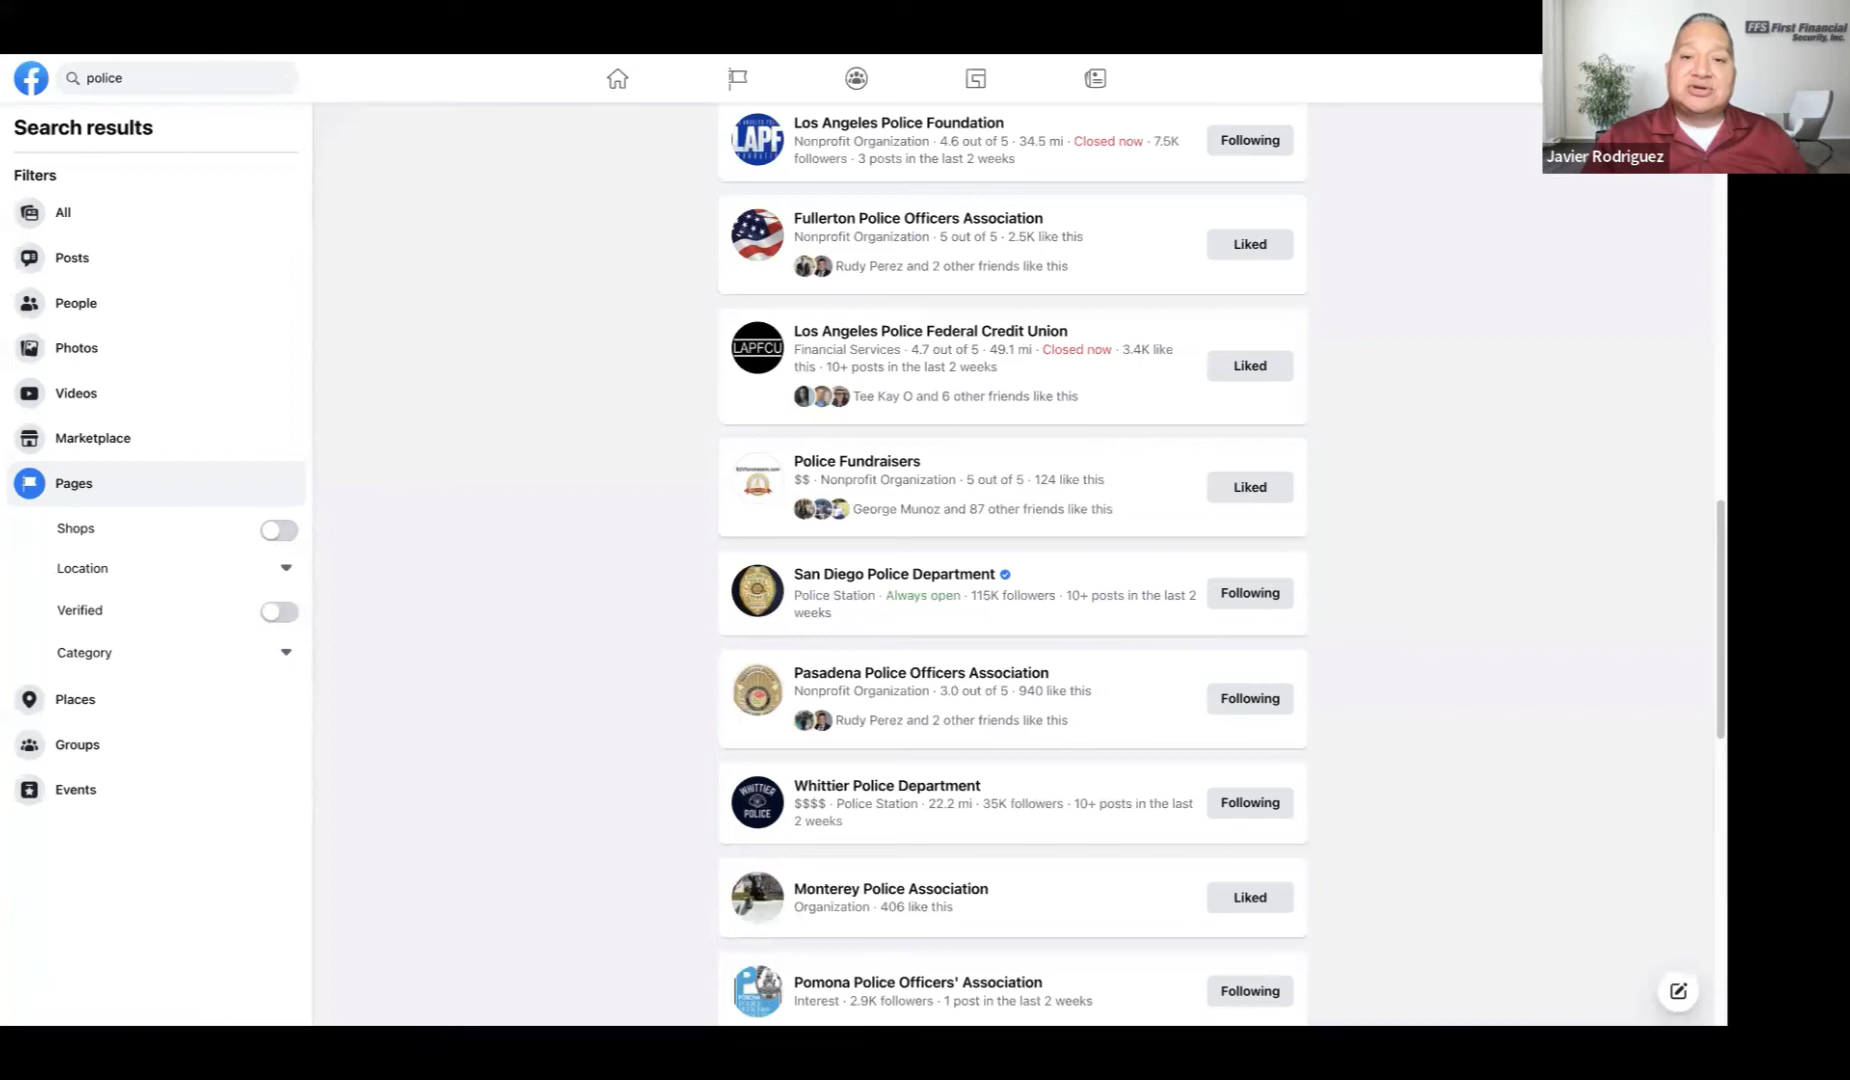 police
Search results
Filters
All
Posts
People
Photos
Videos
Marketplace
Pages
Shops
Location
Verified
Category
Places
Groups
Events
LAPF
Los Angeles Police Foundation
Nonprofit Organization · 4.6 out of 5 · 34.5 mi · Closed now · 7.5K
followers · 3 posts in the last 2 weeks
Following
Fullerton Police Officers Association
Nonprofit Organization · 5 out of 5 · 2.5K like this
Rudy Perez and 2 other friends like this
Liked
LAPFCU
Los Angeles Police Federal Credit Union
Financial Services · 4.7 out of 5 · 49.1 mi · Closed now · 3.4K like
this · 10+ posts in the last 2 weeks
Tee Kay O and 6 other friends like this
Liked
Police Fundraisers
$$ · Nonprofit Organization · 5 out of 5 · 124 like this
George Munoz and 87 other friends like this
Liked
San Diego Police Department
Police Station · Always open · 115K followers · 10+ posts in the last 2
weeks
Following
Pasadena Police Officers Association
Nonprofit Organization · 3.0 out of 5 · 940 like this
Rudy Perez and 2 other friends like this
Following
WHITTIER
POLICE
Whittier Police Department
$$$$ · Police Station · 22.2 mi · 35K followers · 10+ posts in the last
2 weeks
Following
Monterey Police Association
Organization · 406 like this
Liked
Pomona Police Officers' Association
Interest · 2.9K followers · 1 post in the last 2 weeks
Following
FFS First Financial
Security, Inc.
Javier Rodriguez